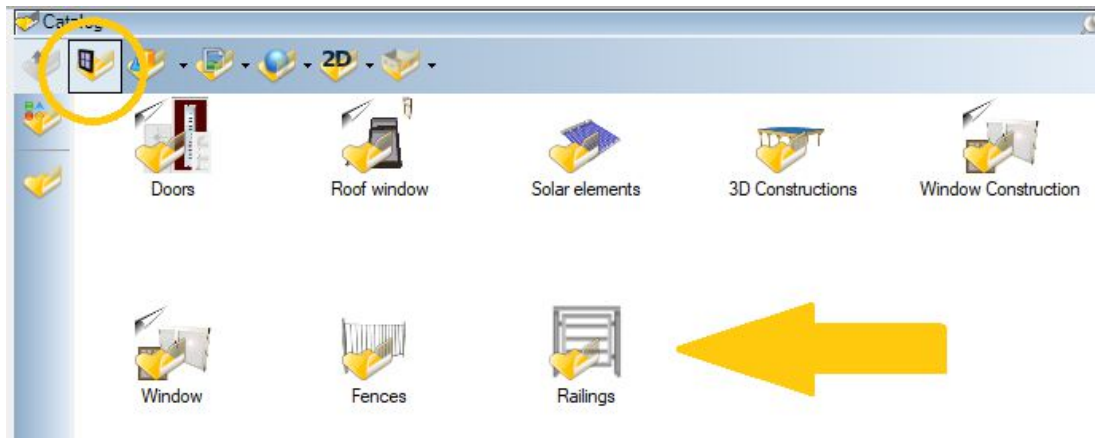 Catalog
2D
Doors
Roof window
Solar elements
3D Constructions
Window Construction
Window
Fences
Railings